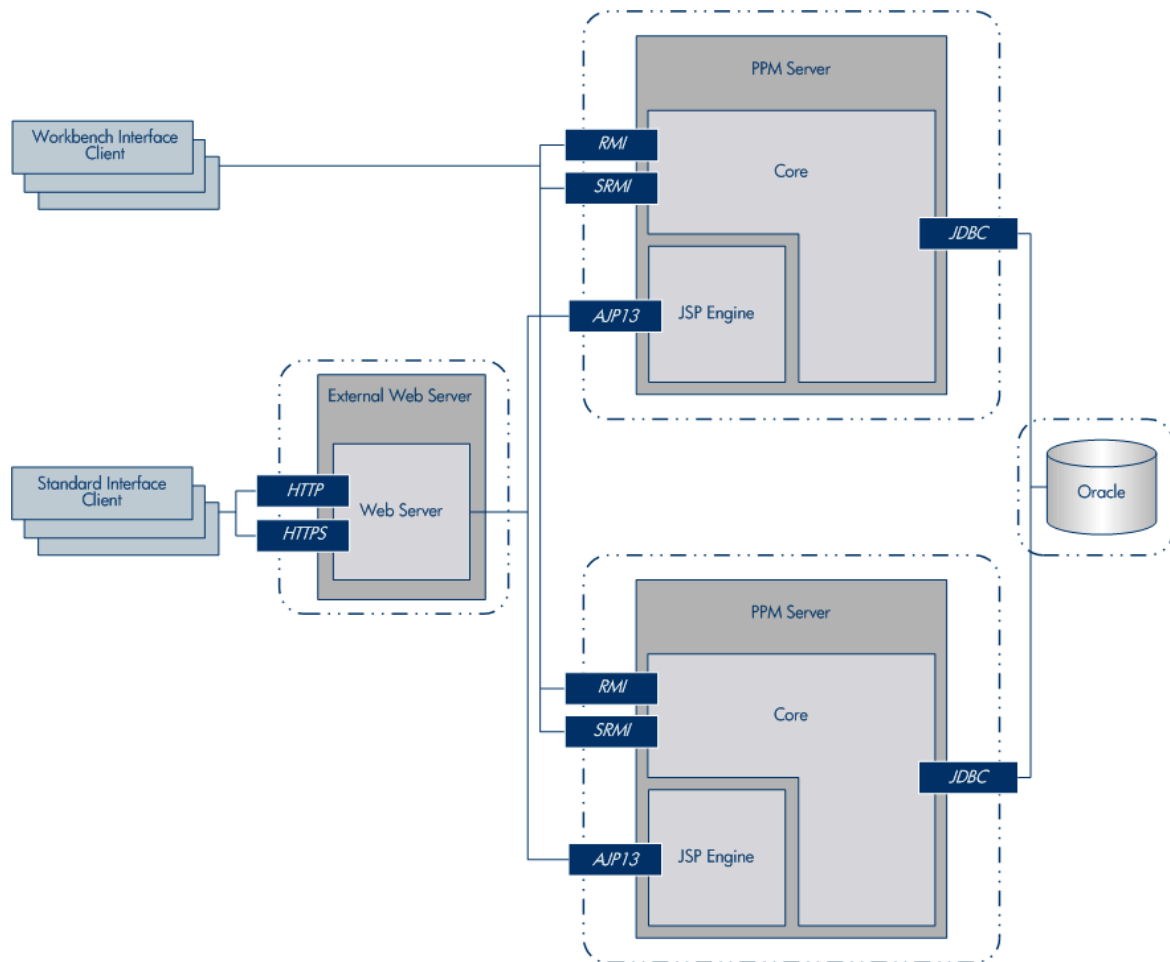 PPM Server
Workbench Interface
Client
RMI
Core
SRMI
JDBC
AJP13
JSP Engine
External Web Server
Standard Interface
Client
HTTP
Web Server
HTTPS
Oracle
PPM Server
RMI
Core
SRMI
JDBC
AJP13
JSP Engine